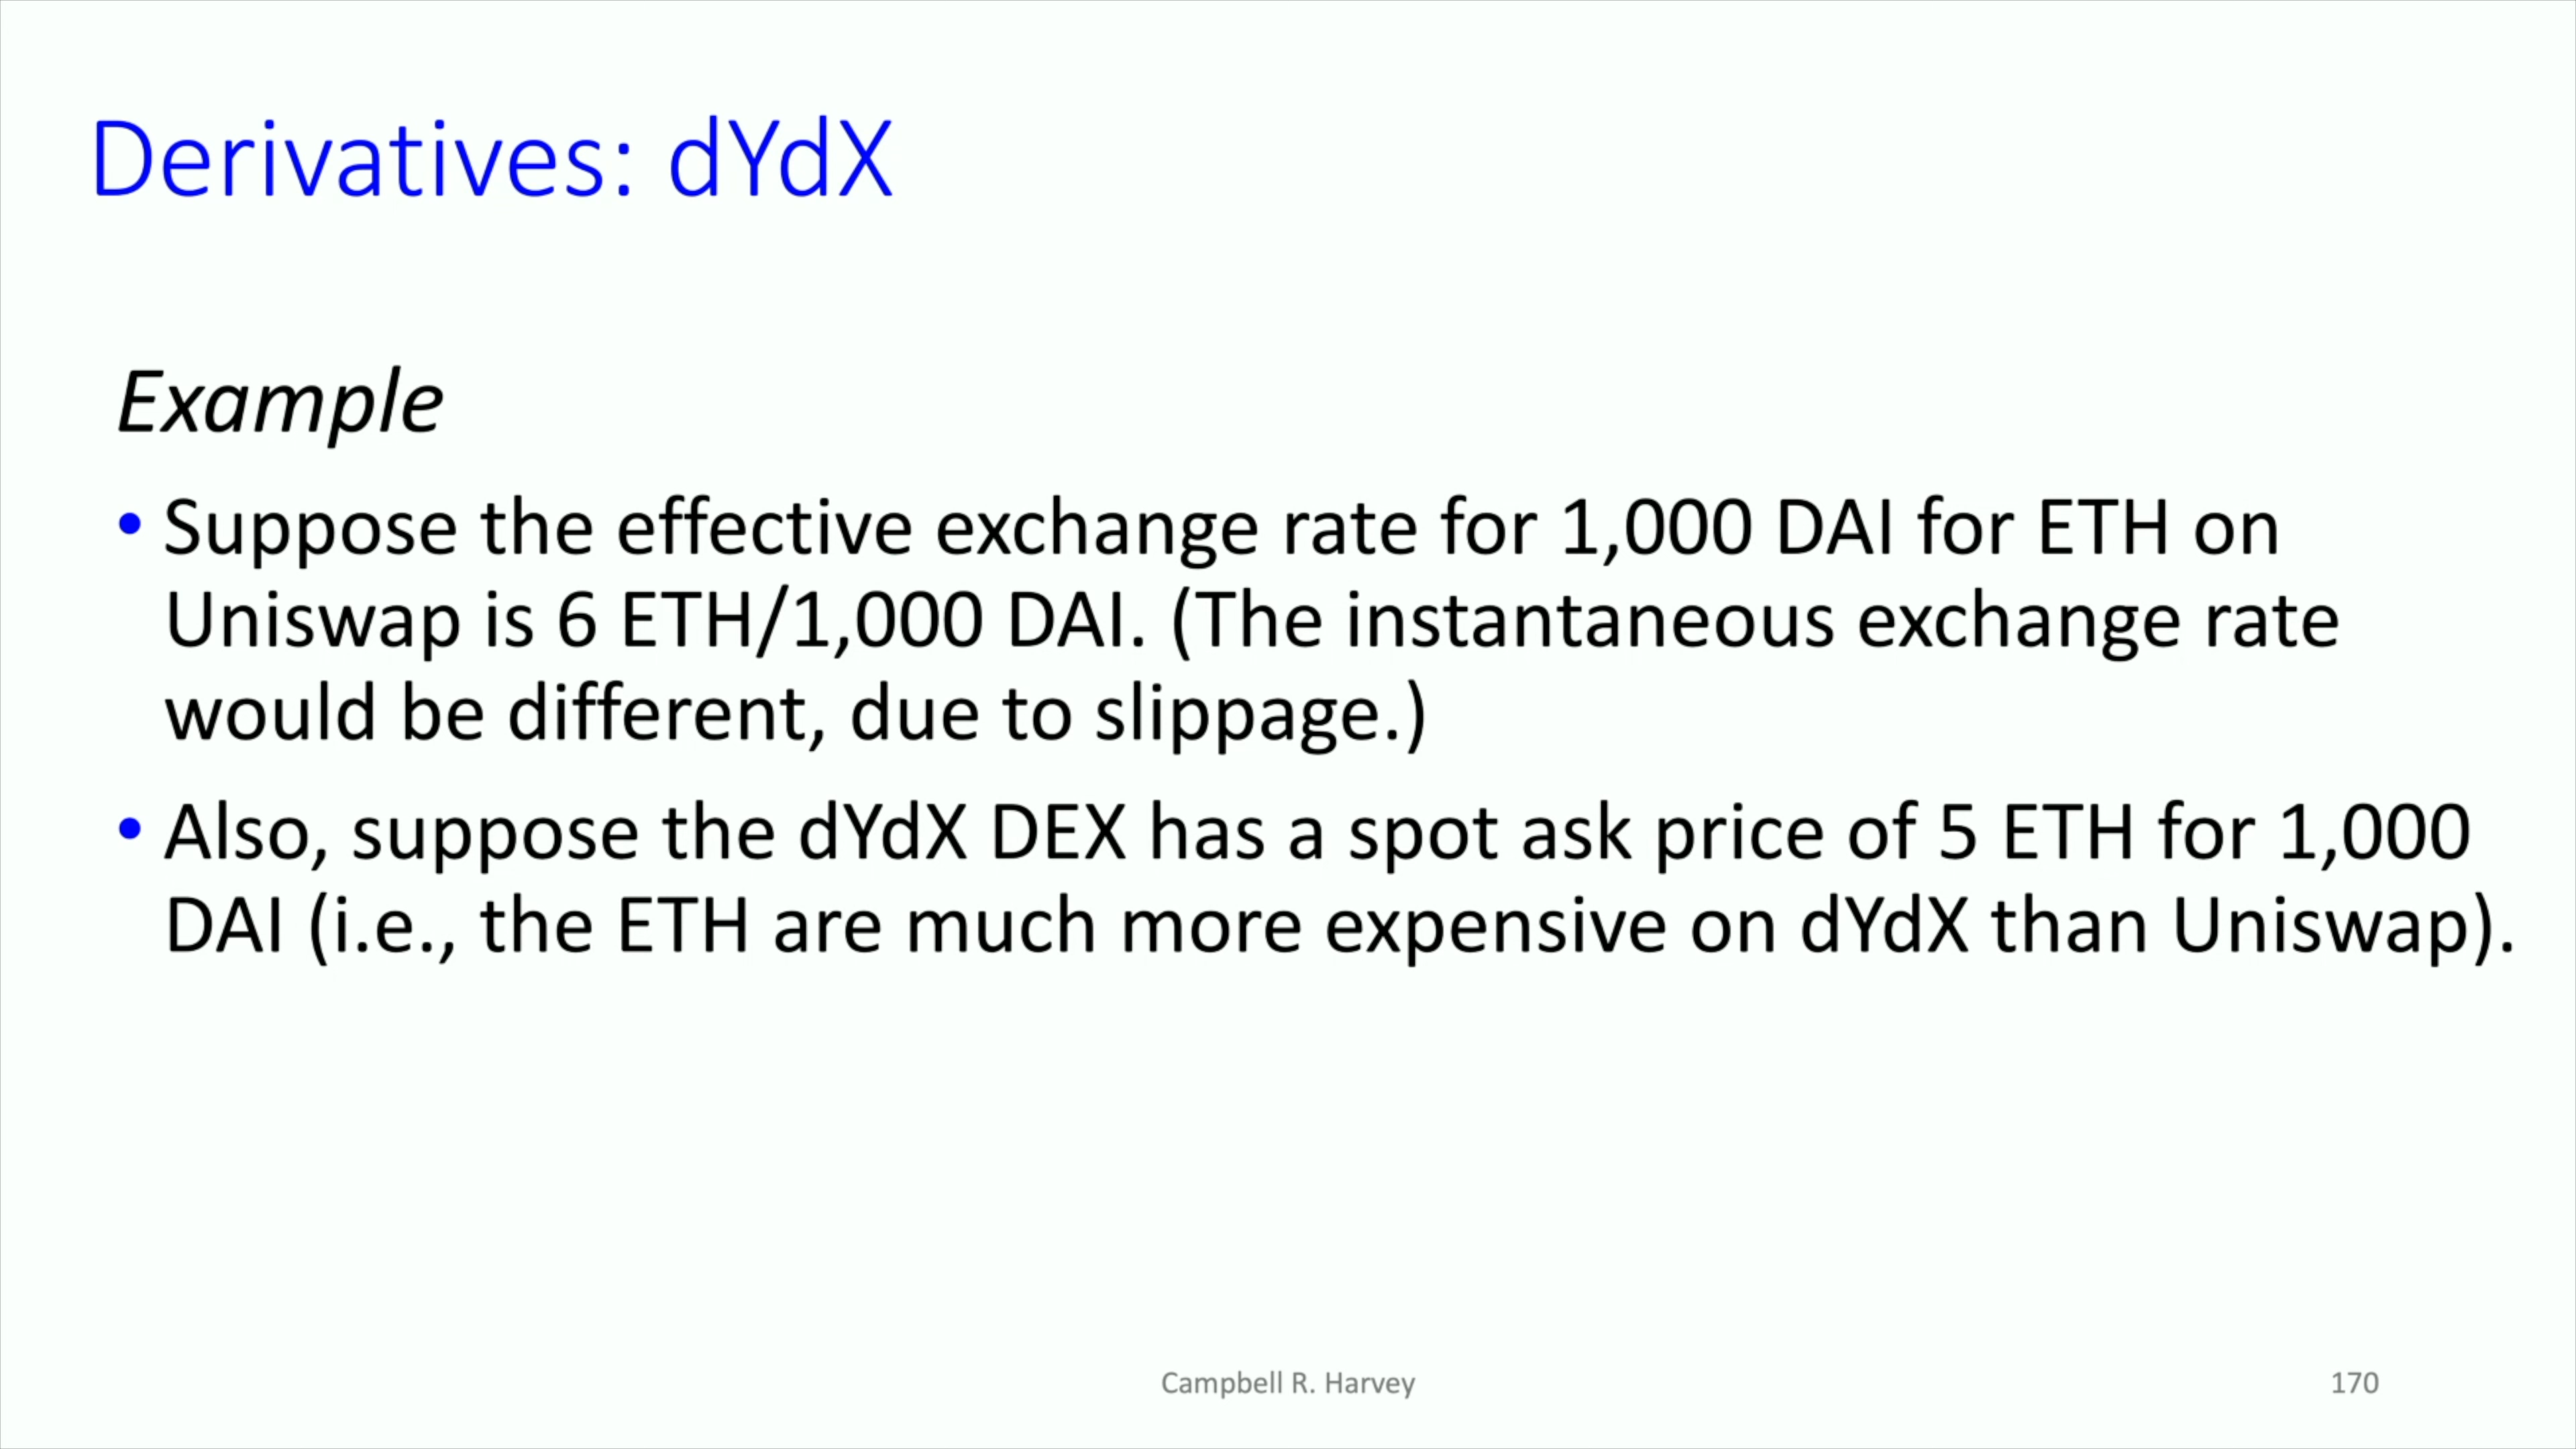 Derivatives: dYdX
Example
• Suppose the effective exchange rate for 1,000 DAI for ETH on
Uniswap is 6 ETH/1,000 DAI. (The instantaneous exchange rate
would be different, due to slippage.)
• Also, suppose the dYdX DEX has a spot ask price of 5 ETH for 1,000
DAI (i.e., the ETH are much more expensive on dYdX than Uniswap).
Campbell R. Harvey
170